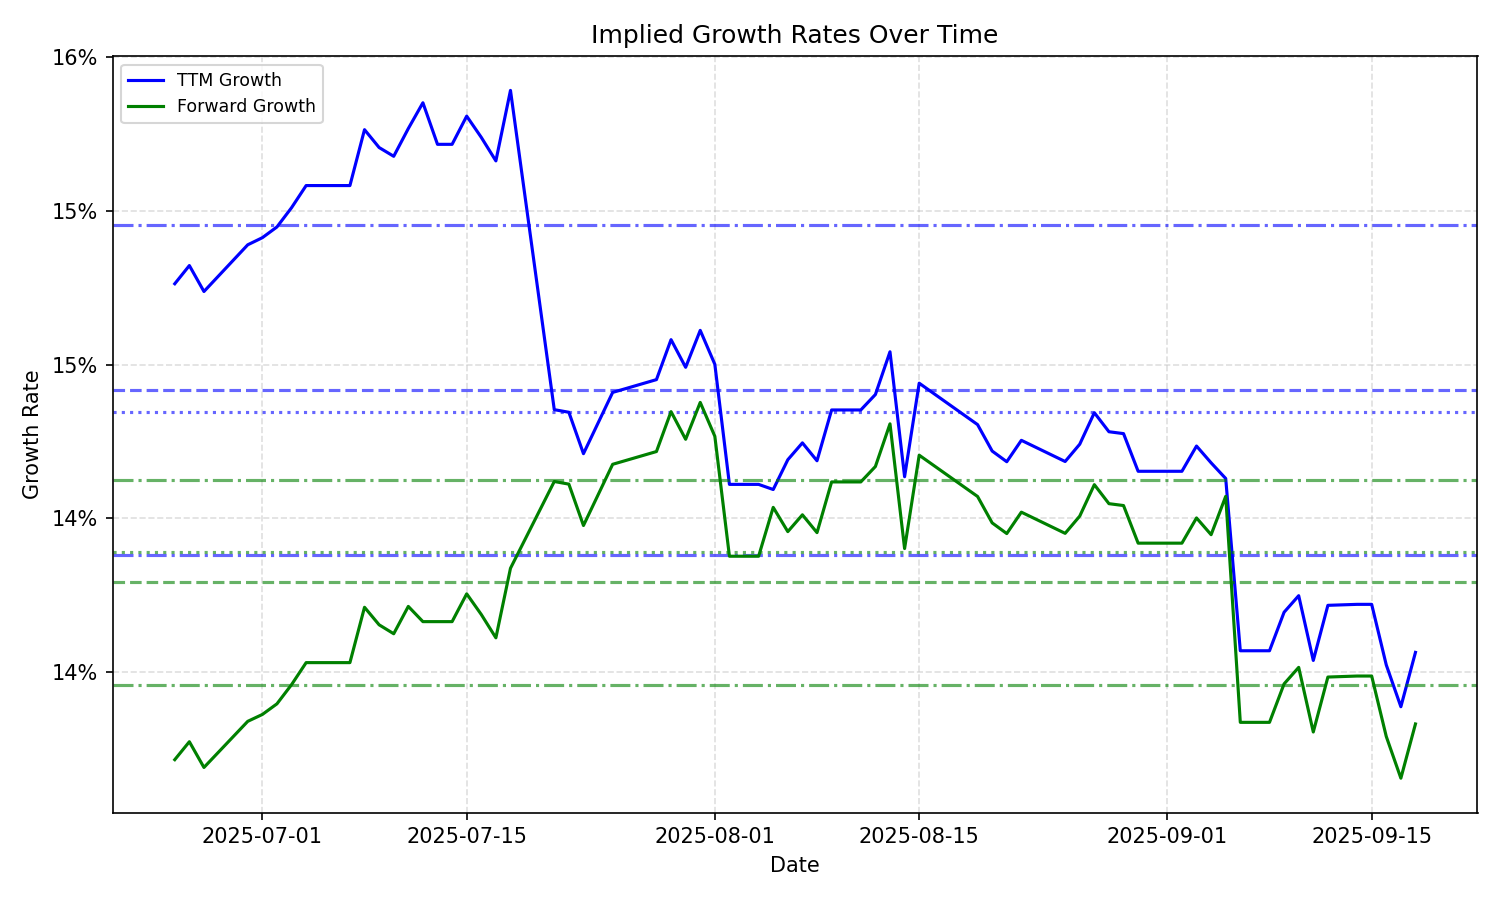 Implied Growth Rates Over Time
TTM Growth
Forward Growth
Growth Rate
16%
15%
15%
14%
14%
2025-07-01
2025-07-15
2025-08-01
2025-08-15
2025-09-01
2025-09-15
Date